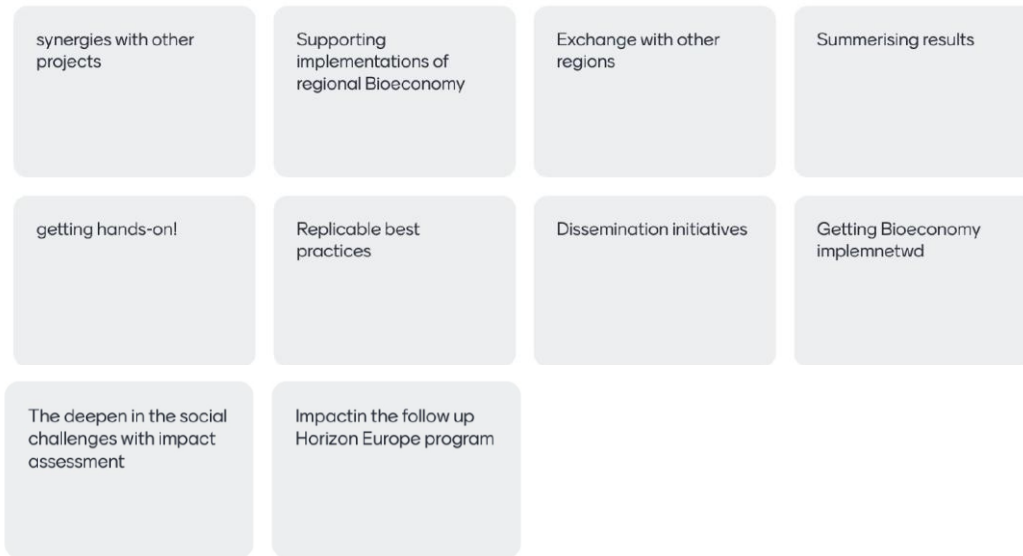 synergies with other
projects
Supporting
implementations of
regional Bioeconomy
Exchange with other
regions
Summerising results
getting hands-on!
Replicable best
practices
Dissemination initiatives
Getting Bioeconomy
implemnetwd
The deepen in the social
challenges with impact
assessment
Impactin the follow up
Horizon Europe program